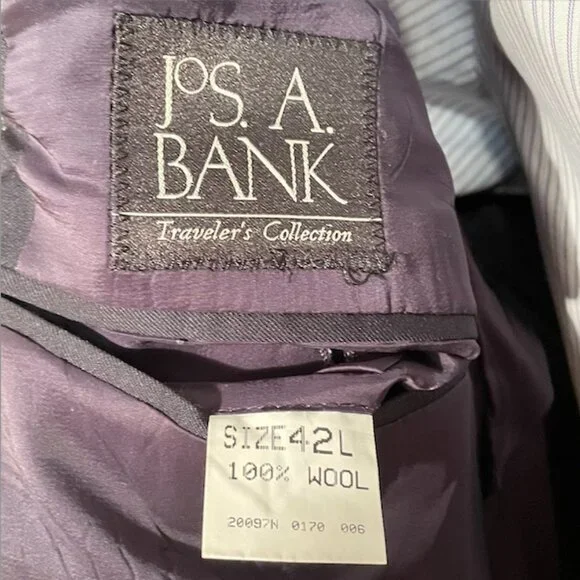 JOS. A.
BANK
Traveler's Collection
SIZE42L
100% WOOL
20097N 0170 006